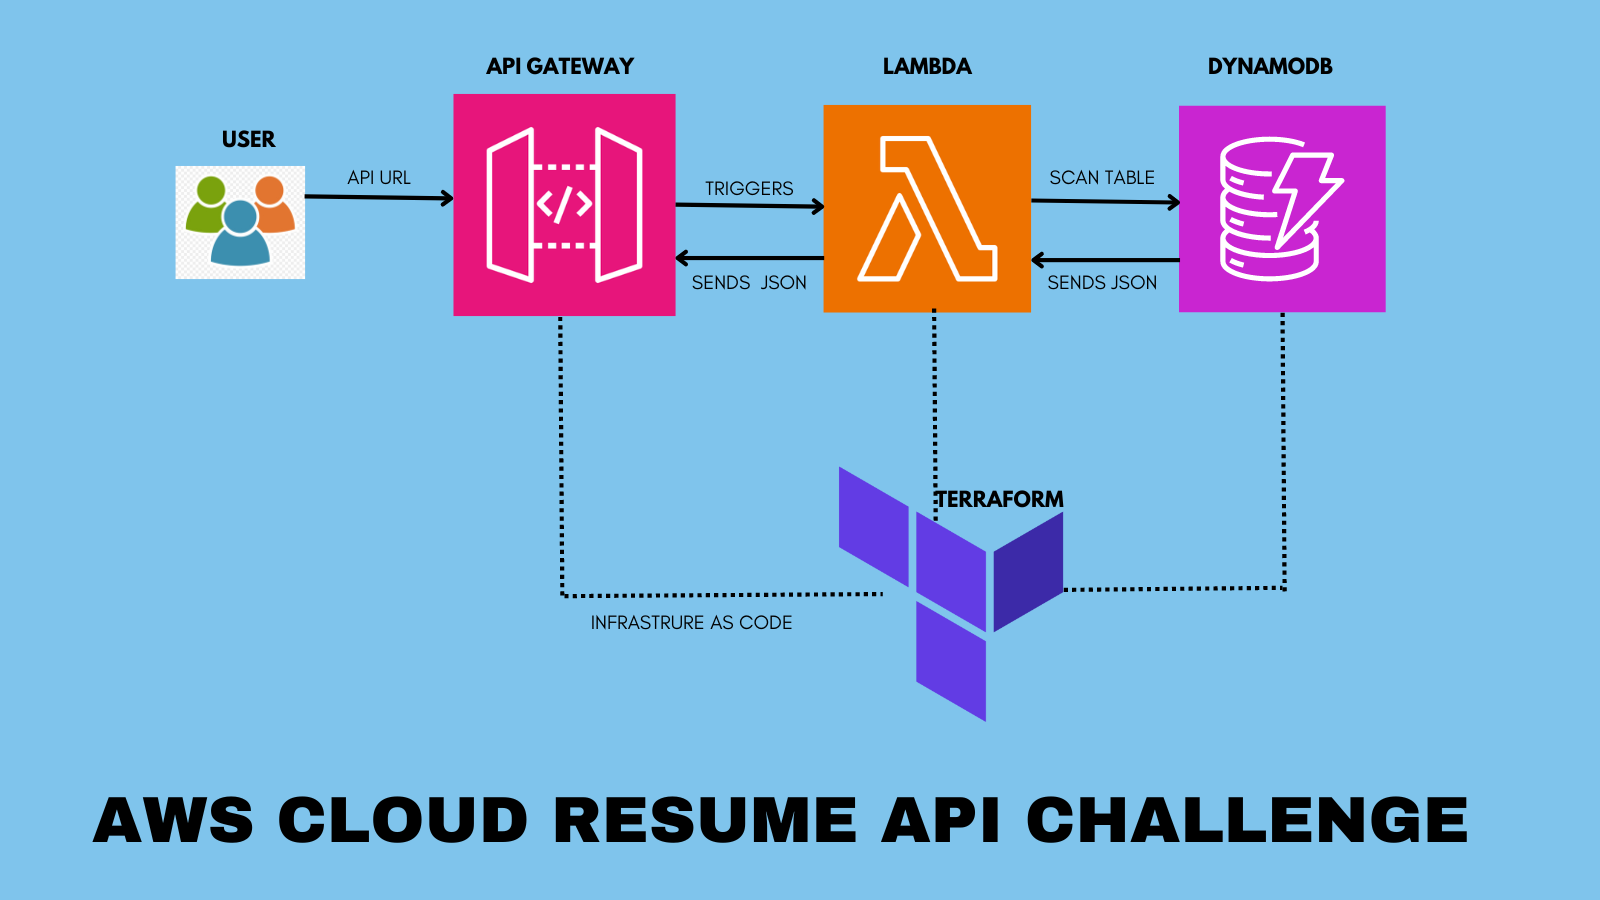 API GATEWAY
LAMBDA
DYNAMODB
USER
API URL
TRIGGERS
SCAN TABLE
</>
SENDS JSON
SENDS JSON
TERRAFORM
INFRASTRURE AS CODE
AWS CLOUD RESUME API CHALLENGE